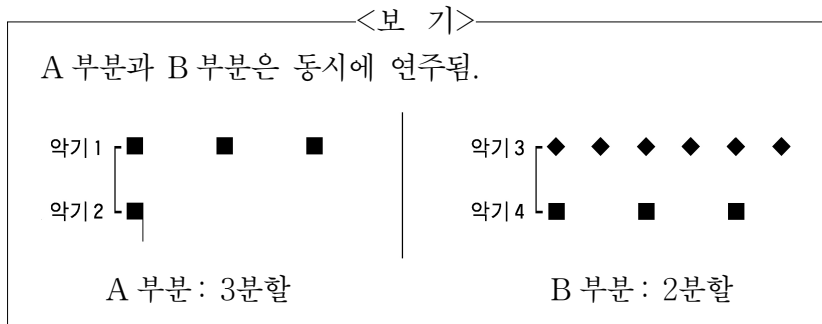 <보 기>
A 부분과 B 부분은 동시에 연주됨.
악기 1
악기 2
A 부분 : 3분할
악기 3
악기 4
B 부분 : 2분할